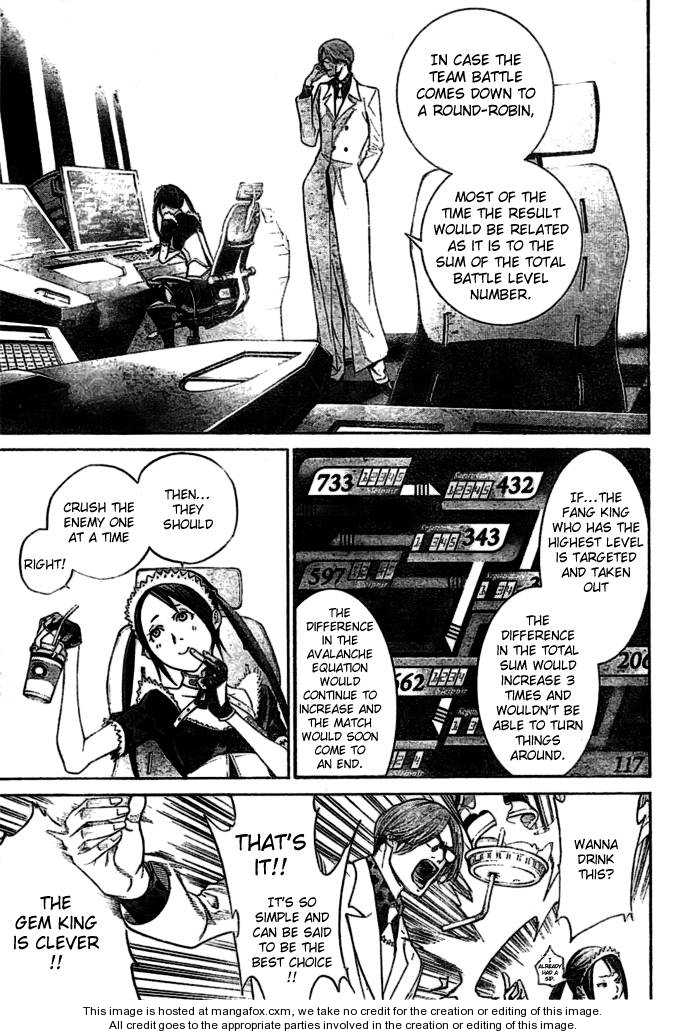 IN CASE THE
TEAM BATTLE
COMES DOWN TO
A ROUND-ROBIN,
MOST OF THE
TIME THE RESULT
WOULD BE RELATED
AS IT IS TO THE
SUM OF THE TOTAL
BATTLE LEVEL
NUMBER.
IF...THE
FANG KING
WHO HAS THE
HIGHEST LEVEL
IS TARGETED
AND TAKEN
OUT
THE
DIFFERENCE
IN THE TOTAL
SUM WOULD
INCREASE 3
TIMES AND
WOULDN'T BE
ABLE TO TURN
THINGS
AROUND.
THE
DIFFERENCE
IN THE
AVALANCHE
EQUATION
WOULD
CONTINUE TO
INCREASE AND
THE MATCH
WOULD SOON
COME TO
AN END.
733
432
343
597
662
206
117
THEN...
THEY
SHOULD
CRUSH THE
ENEMY ONE
AT A TIME
RIGHT!
WANNA
DRINK
THIS?
I
ALREADY
HAD A
SIP.
THAT'S
IT!!
IT'S SO
SIMPLE AND
CAN BE SAID
TO BE THE
BEST CHOICE
!!
THE
GEM KING
IS CLEVER
!!
This image is hosted at mangafox.cxm, we take no credit for the creation or editing of this image.
All credit goes to the appropriate parties involved in the creation or editing of this image.